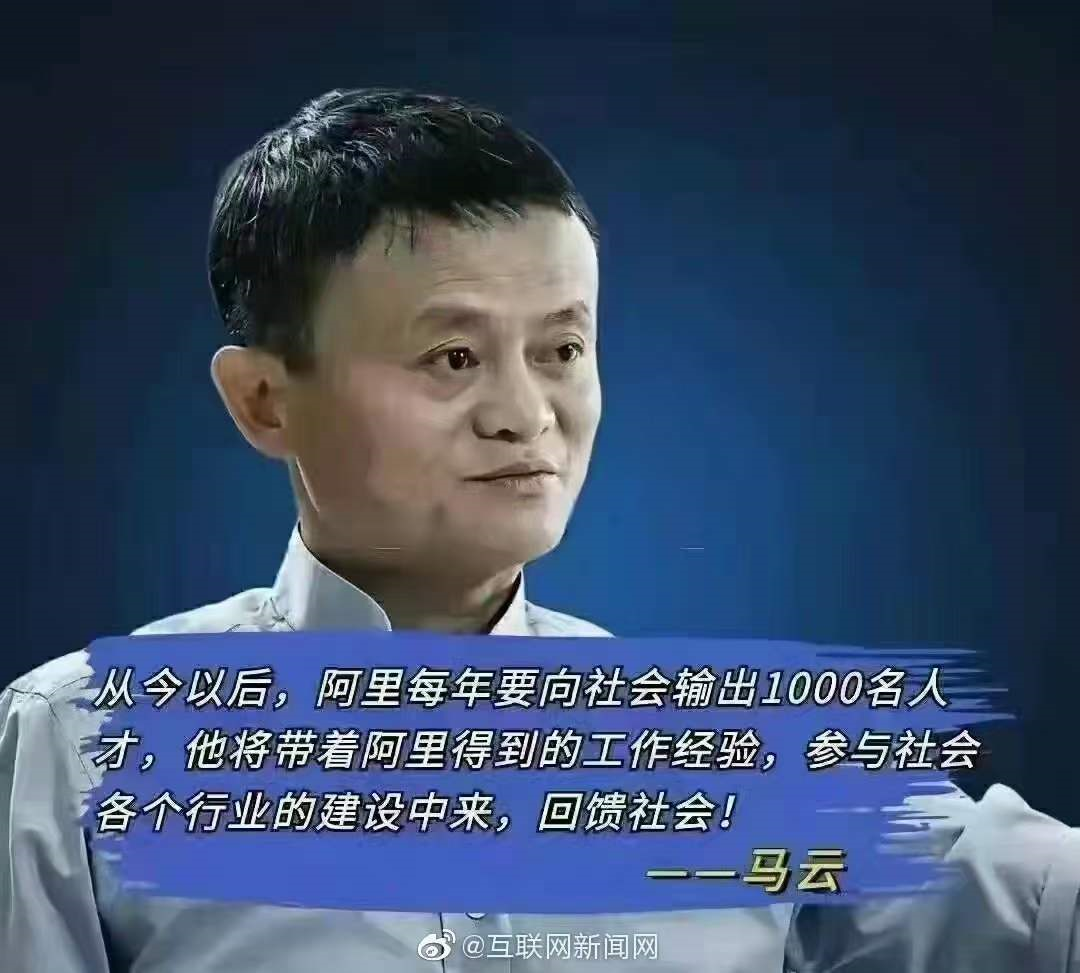 从今以后，阿里每年要向社会输出1000名人
才，他将带着阿里得到的工作经验，参与社会
各个行业的建设中来，回馈社会！
——马云
@互联网新闻网